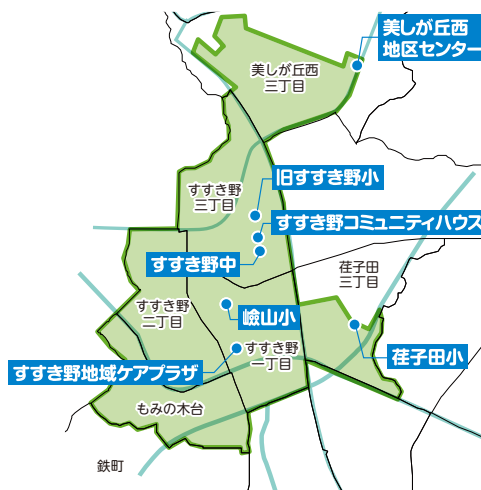 美しが丘西
地区センター
美しが丘西
三丁目
旧すすき野小
すすき野
三丁目
すすき野コミュニティハウス
すすき野中
荏子田
三丁目
すすき野
二丁目
嶮山小
すすき野
一丁目
荏子田小
すすき野地域ケアプラザ
もみの木台
鉄町